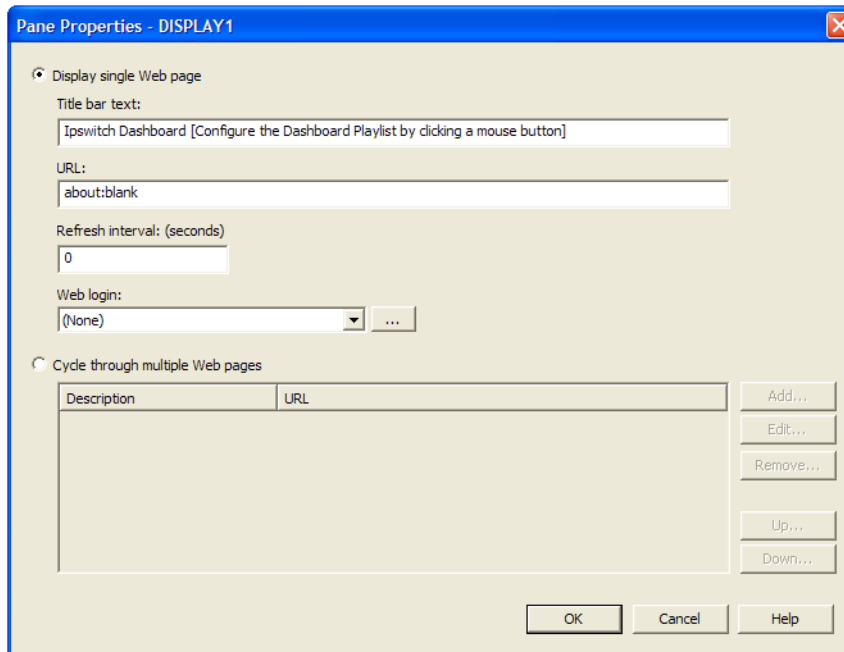 Pane Properties - DISPLAY1
Display single Web page
Title bar text:
Ipswitch Dashboard [Configure the Dashboard Playlist by clicking a mouse button]
URL:
about:blank
Refresh interval: (seconds)
0
Web login:
(None)
...
Cycle through multiple Web pages
Description URL
Add...
Edit...
Remove...
Up...
Down...
OK Cancel Help